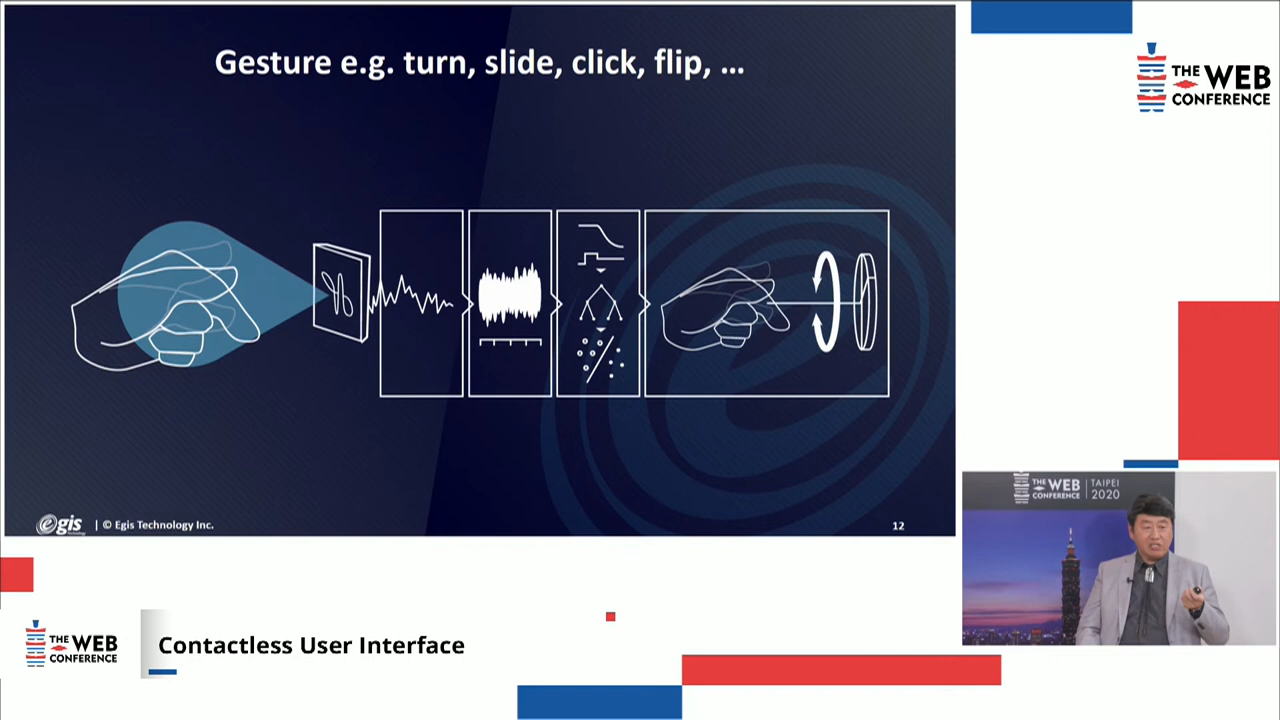 Gesture e.g. turn, slide, click, flip, ...
egis
Technology
| © Egis Technology Inc.
12
THE WEB
CONFERENCE
THE WEB
CONFERENCE
TAIPEI
2020
THE WEB
CONFERENCE
Contactless User Interface